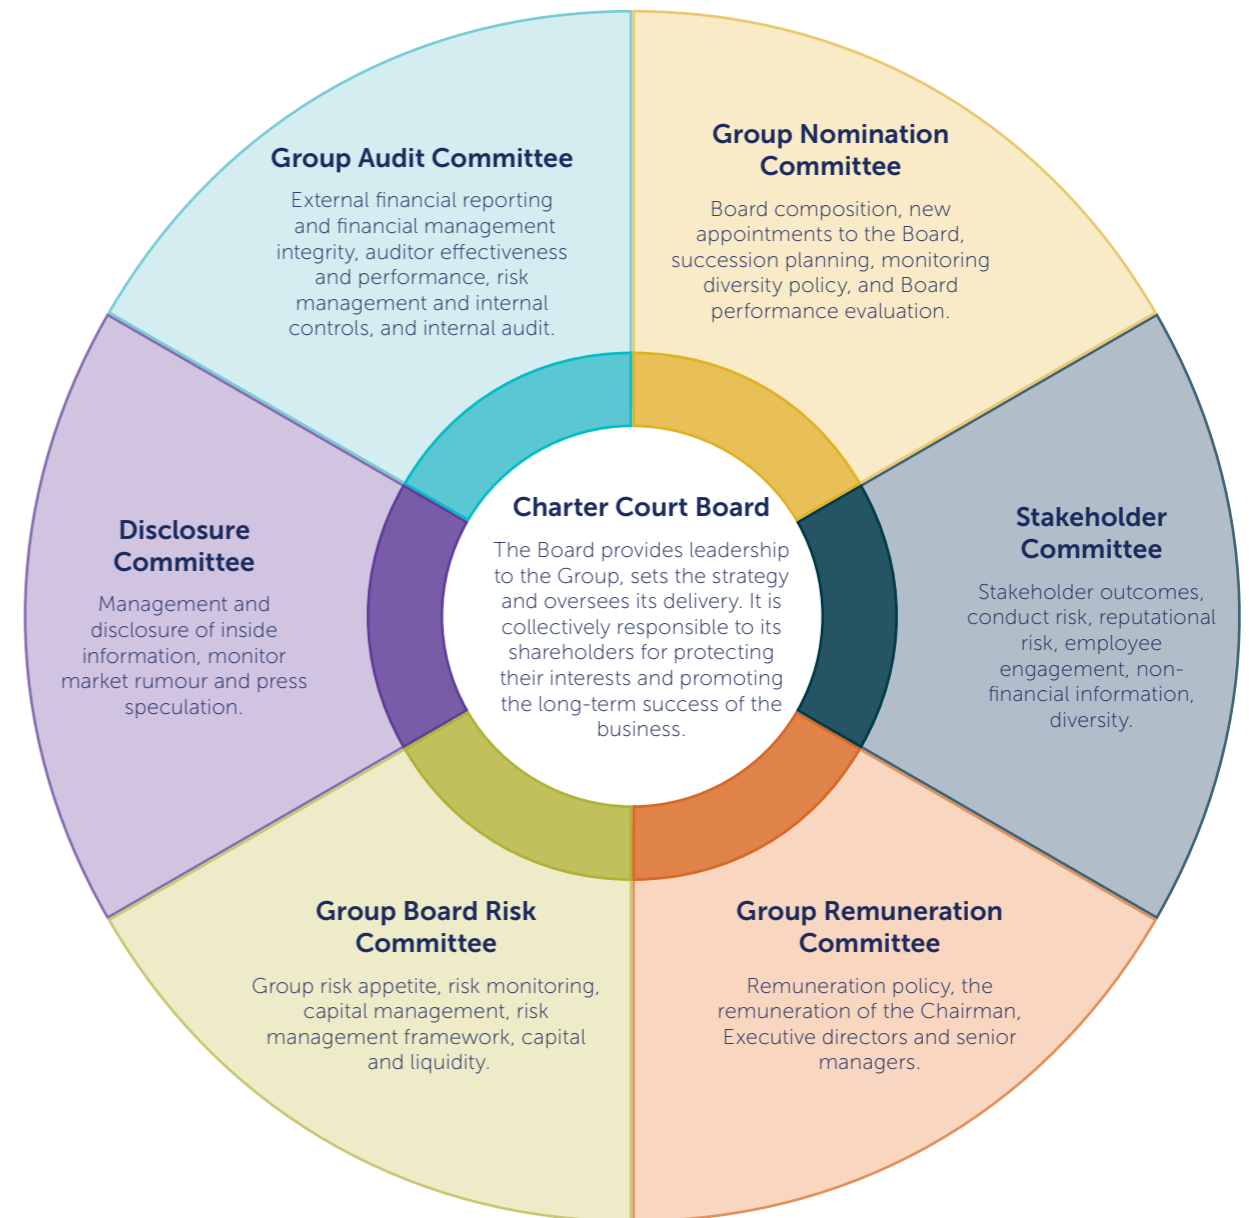 Group Audit Committee
External financial reporting
and financial management
integrity, auditor effectiveness
and performance, risk
management and internal
controls, and internal audit.
Group Nomination
Committee
Board composition, new
appointments to the Board,
succession planning, monitoring
diversity policy, and Board
performance evaluation.
Disclosure
Committee
Management and
disclosure of inside
information, monitor
market rumour and press
speculation.
Charter Court Board
The Board provides leadership
to the Group, sets the strategy
and oversees its delivery. It is
collectively responsible to its
shareholders for protecting
their interests and promoting
the long-term success of the
business.
Stakeholder
Committee
Stakeholder outcomes,
conduct risk, reputational
risk, employee
engagement, non-
financial information,
diversity.
Group Board Risk
Committee
Group risk appetite, risk monitoring,
capital management, risk
management framework, capital
and liquidity.
Group Remuneration
Committee
Remuneration policy, the
remuneration of the Chairman,
Executive directors and senior
managers.